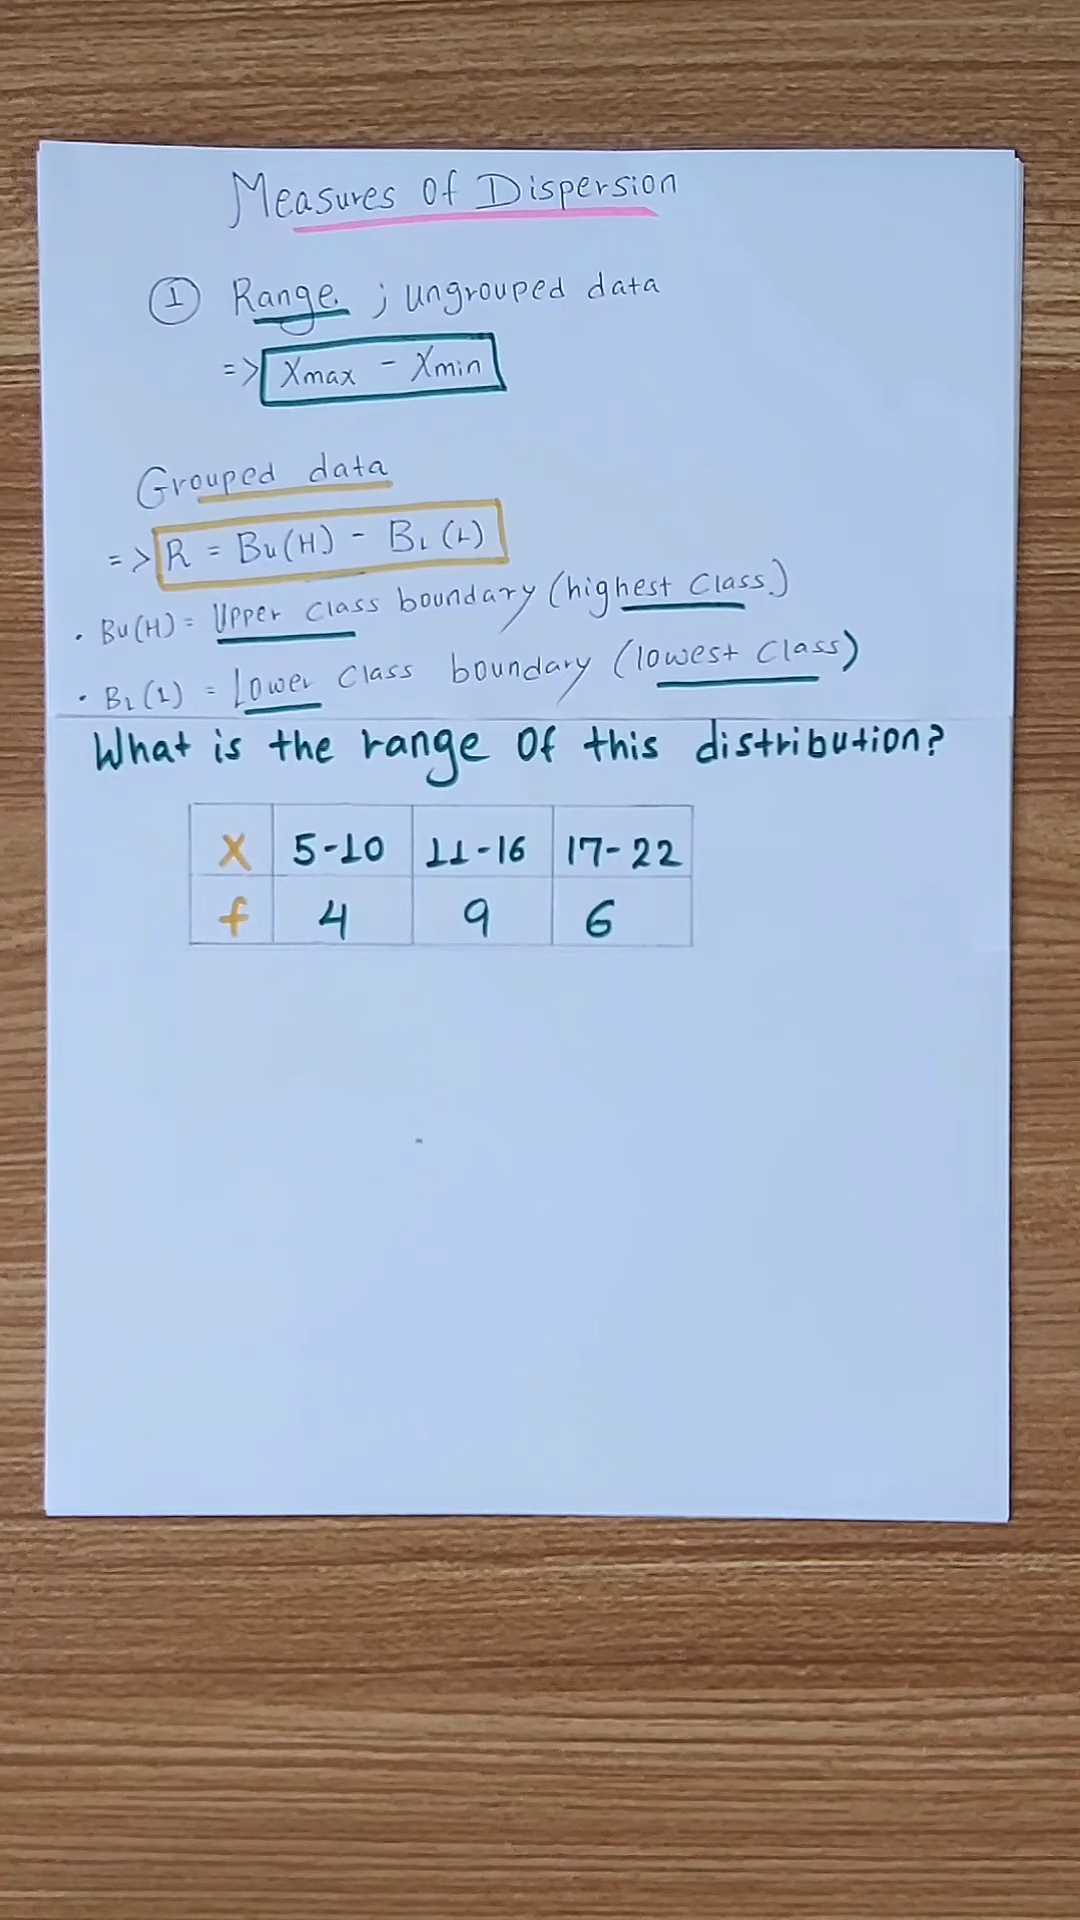 Measures Of Dispersion
① Range ; ungrouped data
=> Xmax - Xmin
Grouped data
=> R = Bu(H) - BL(L)
• Bu(H) = Upper class boundary (highest class.)
• BL(L) = Lower class boundary (lowest class)
What is the range of this distribution?
X 5-10 11-16 17-22
f 4 9 6